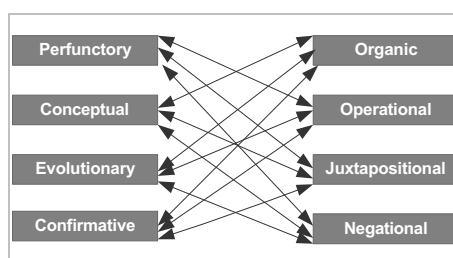 Perfunctory
Organic
Conceptual
Operational
Evolutionary
Juxtapositional
Confirmative
Negational